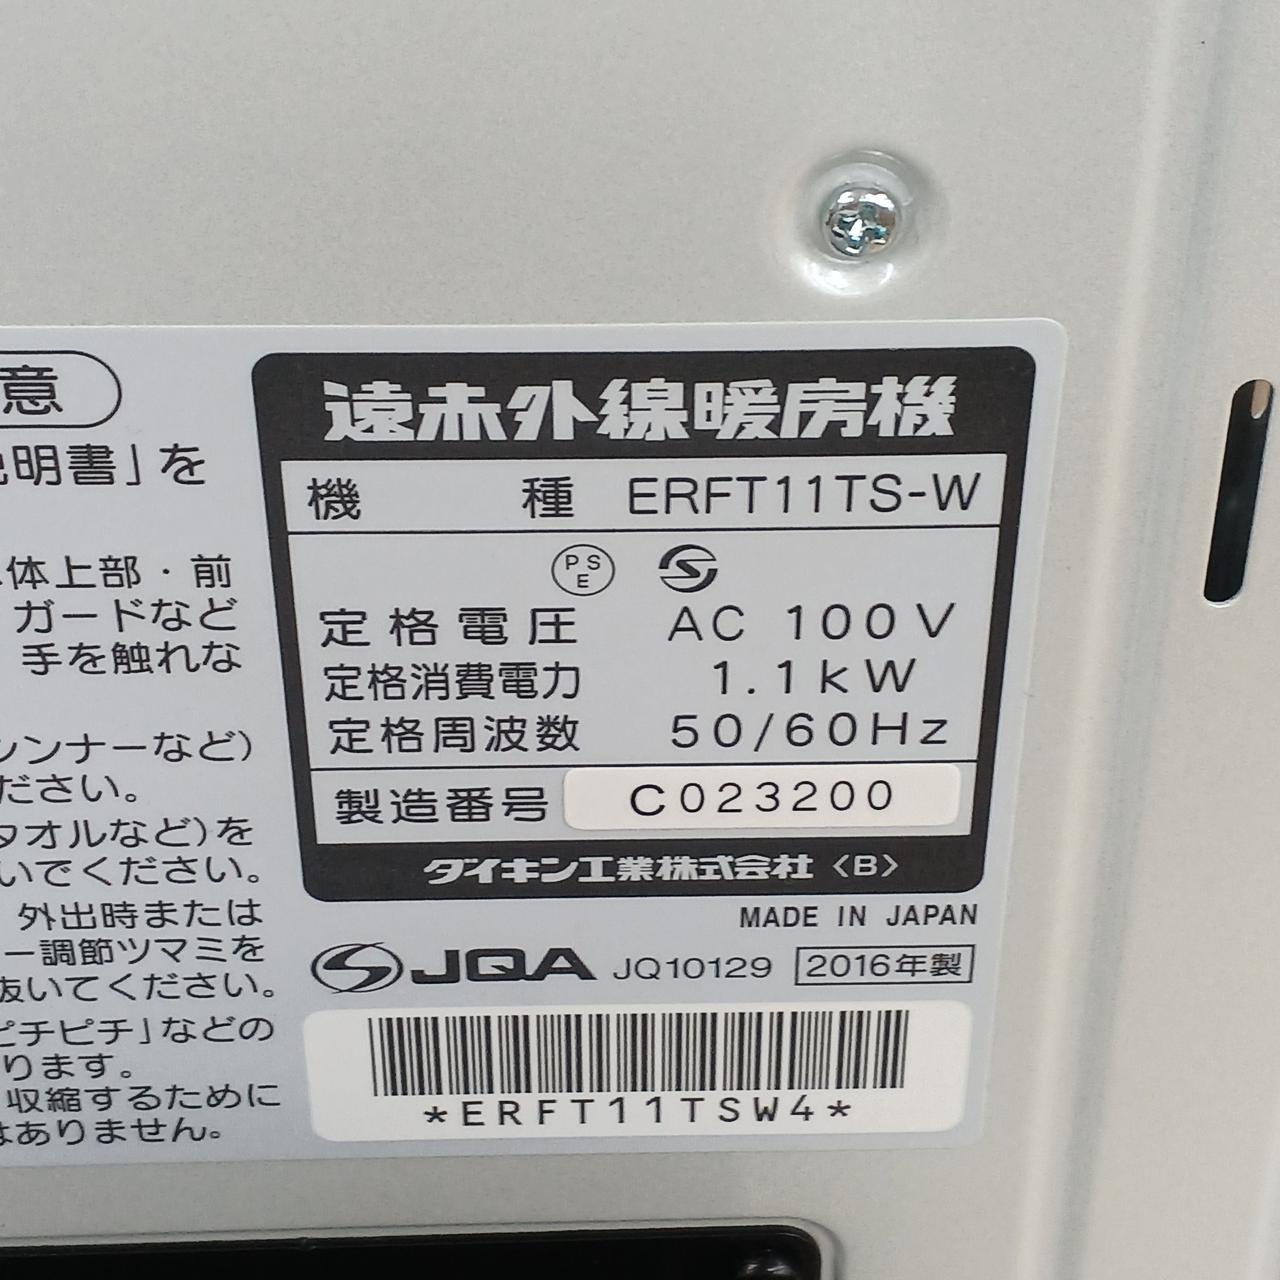 意
明書」を
体上部・前
ガードなど
手を触れな
シンナーなど)
ださい。
タオルなど)を
いでください。
外出時または
ー調節ツマミを
抜いてください。
ピチピチ」などの
ります。
収縮するために
はありません。
遠赤外線暖房機
機種 ERFT11TS-W
PSE
定格電圧 AC 100V
定格消費電力 1.1kW
定格周波数 50/60Hz
製造番号 C023200
ダイキン工業株式会社〈B〉
MADE IN JAPAN
JQA JQ10129 2016年製
*ERFT11TSW4*